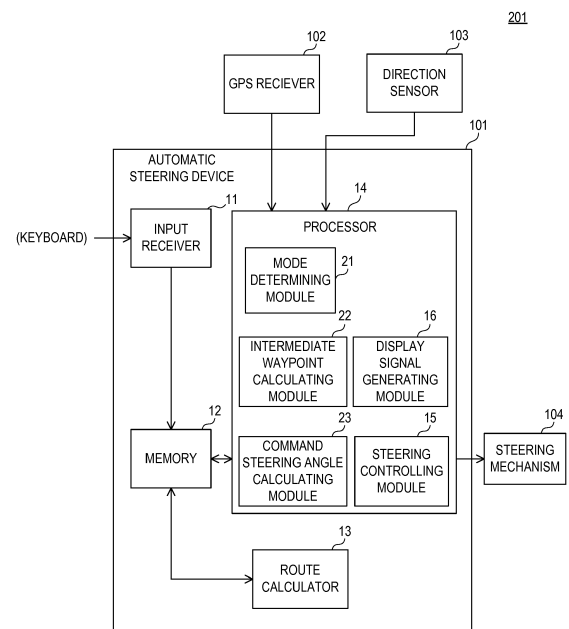 201
102
GPS RECIEVER
103
DIRECTION
SENSOR
101
AUTOMATIC
STEERING DEVICE
11
INPUT
RECEIVER
(KEYBOARD)
14
PROCESSOR
MODE
DETERMINING
MODULE
21
22
INTERMEDIATE
WAYPOINT
CALCULATING
MODULE
16
DISPLAY
SIGNAL
GENERATING
MODULE
12
MEMORY
23
COMMAND
STEERING ANGLE
CALCULATING
MODULE
15
STEERING
CONTROLLING
MODULE
104
STEERING
MECHANISM
13
ROUTE
CALCULATOR